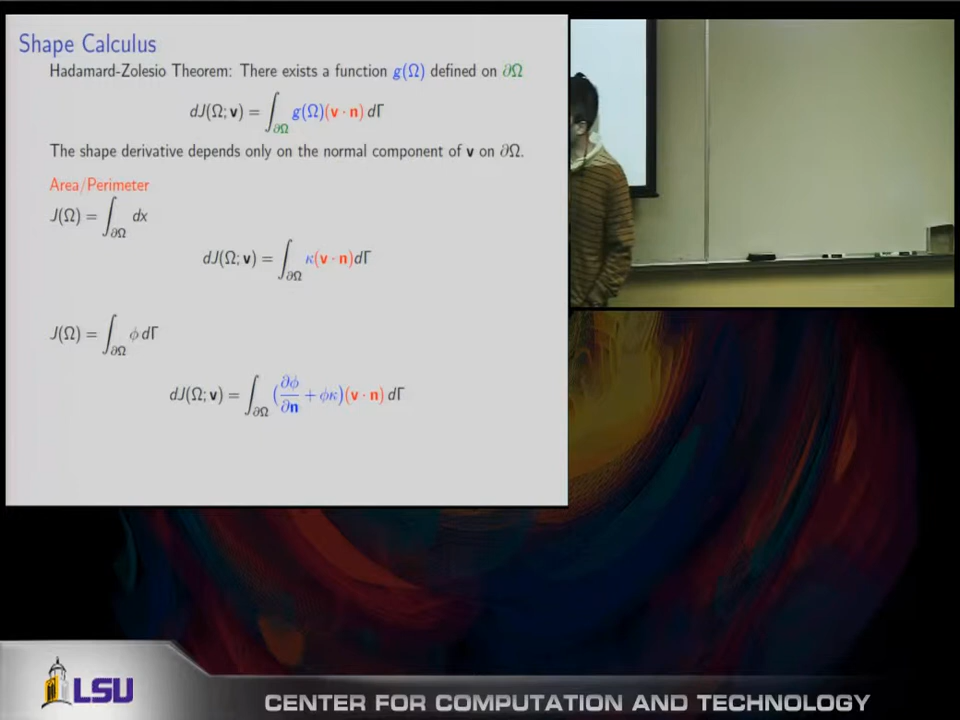 Shape Calculus
Hadamard-Zolesio Theorem: There exists a function g(Ω) defined on ∂Ω
dJ(Ω; v) = ∫_∂Ω g(Ω)(v · n) dΓ
The shape derivative depends only on the normal component of v on ∂Ω.
Area/Perimeter
J(Ω) = ∫_∂Ω dx
dJ(Ω; v) = ∫_∂Ω κ(v · n)dΓ
J(Ω) = ∫_∂Ω ϕ dΓ
dJ(Ω; v) = ∫_∂Ω (∂ϕ/∂n + ϕκ)(v · n) dΓ
LSU
CENTER FOR COMPUTATION AND TECHNOLOGY